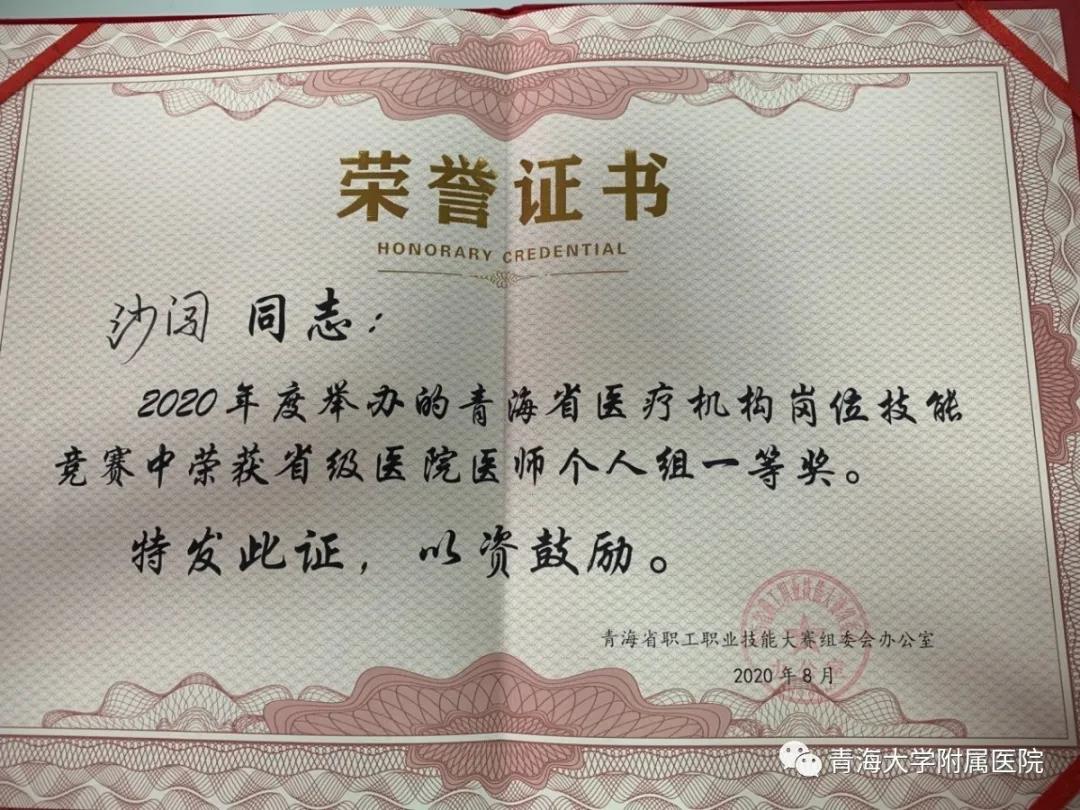 荣誉证书
HONORARY CREDENTIAL
沙闯 同志：
2020年度举办的青海省医疗机构岗位技能
竞赛中荣获省级医院医师个人组一等奖。
特发此证，以资鼓励。
青海省职工职业技能大赛组委会办公室
2020年8月
青海大学附属医院